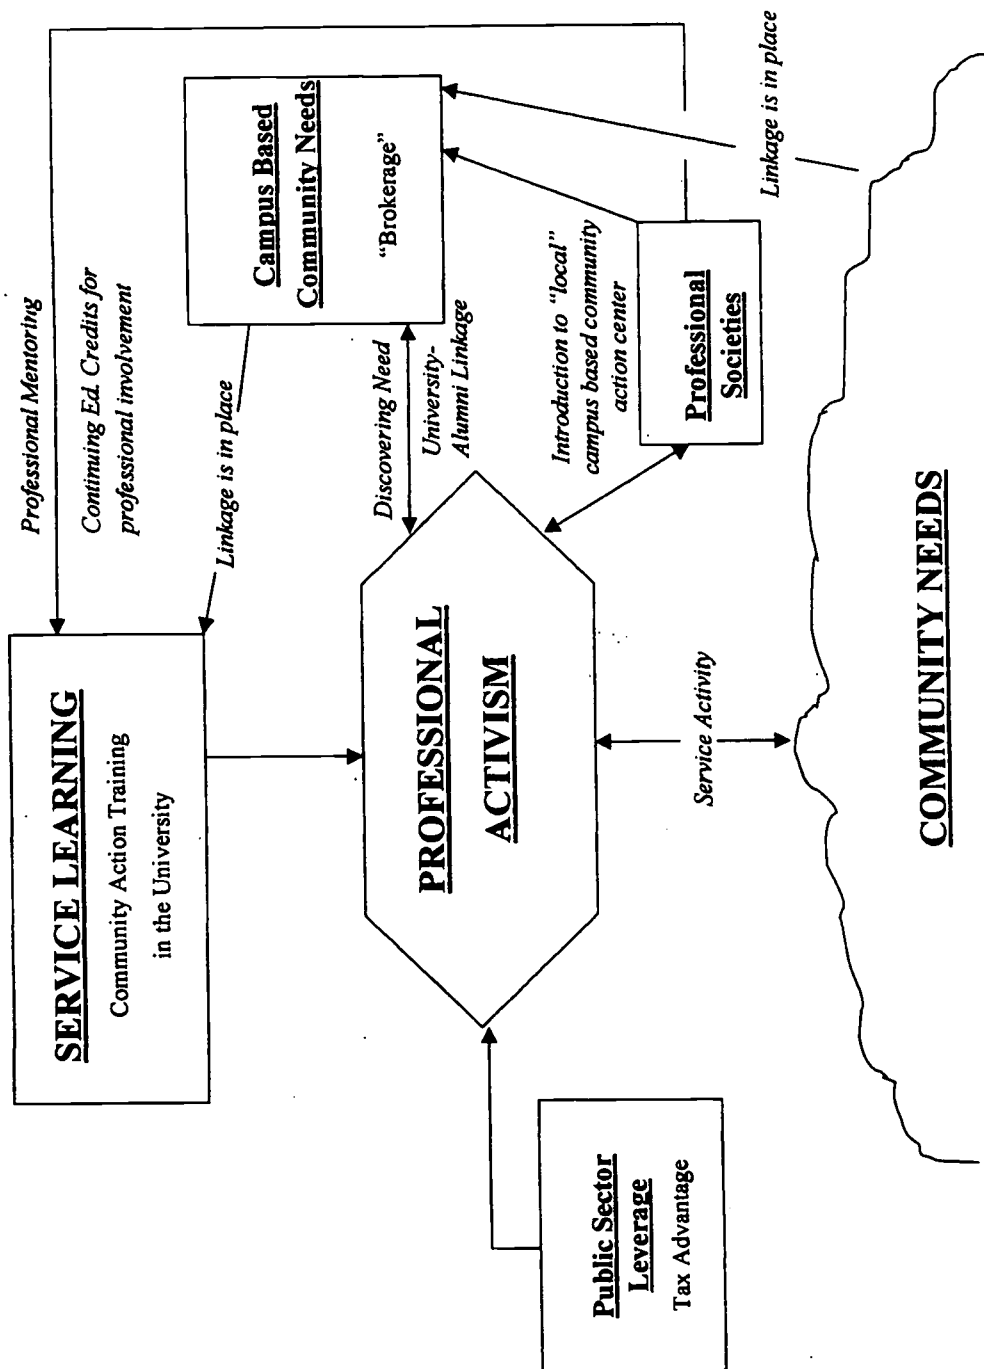 SERVICE LEARNING
Community Action Training
in the University
Professional Mentoring
Continuing Ed. Credits for
professional involvement
Linkage is in place
Campus Based
Community Needs
“Brokerage”
Discovering Need
University-
Alumni Linkage
PROFESSIONAL
ACTIVISM
Introduction to “local”
campus based community
action center
Professional
Societies
Linkage is in place
Public Sector
Leverage
Tax Advantage
Service Activity
COMMUNITY NEEDS